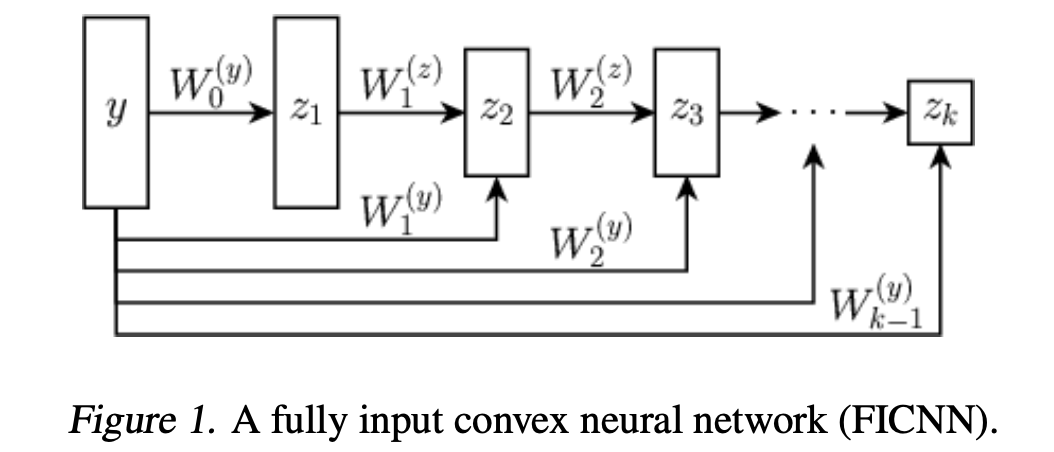 y W_0^{(y)} z_1 W_1^{(z)} z_2 W_2^{(z)} z_3 ··· z_k
W_1^{(y)}
W_2^{(y)}
W_{k-1}^{(y)}
Figure 1. A fully input convex neural network (FICNN).